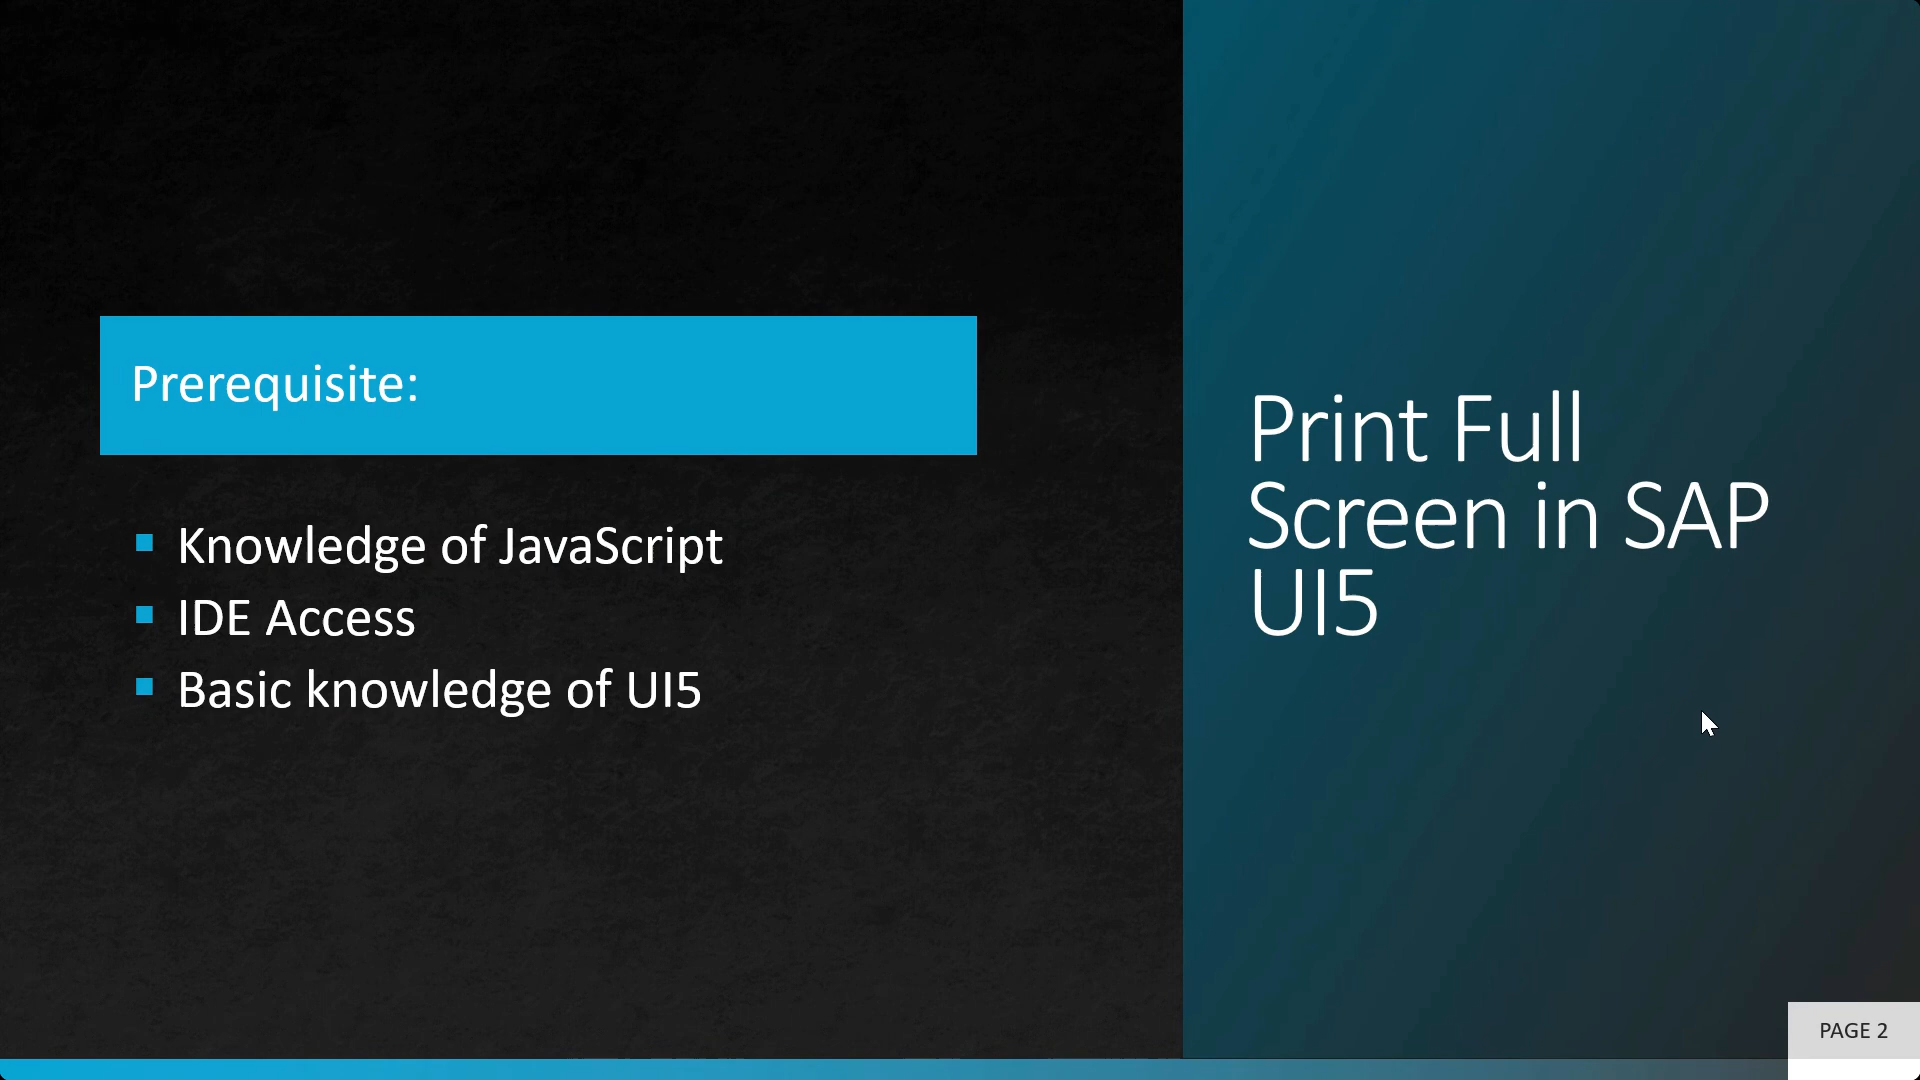 Prerequisite:
Knowledge of JavaScript
IDE Access
Basic knowledge of UI5
Print Full
Screen in SAP
UI5
PAGE 2